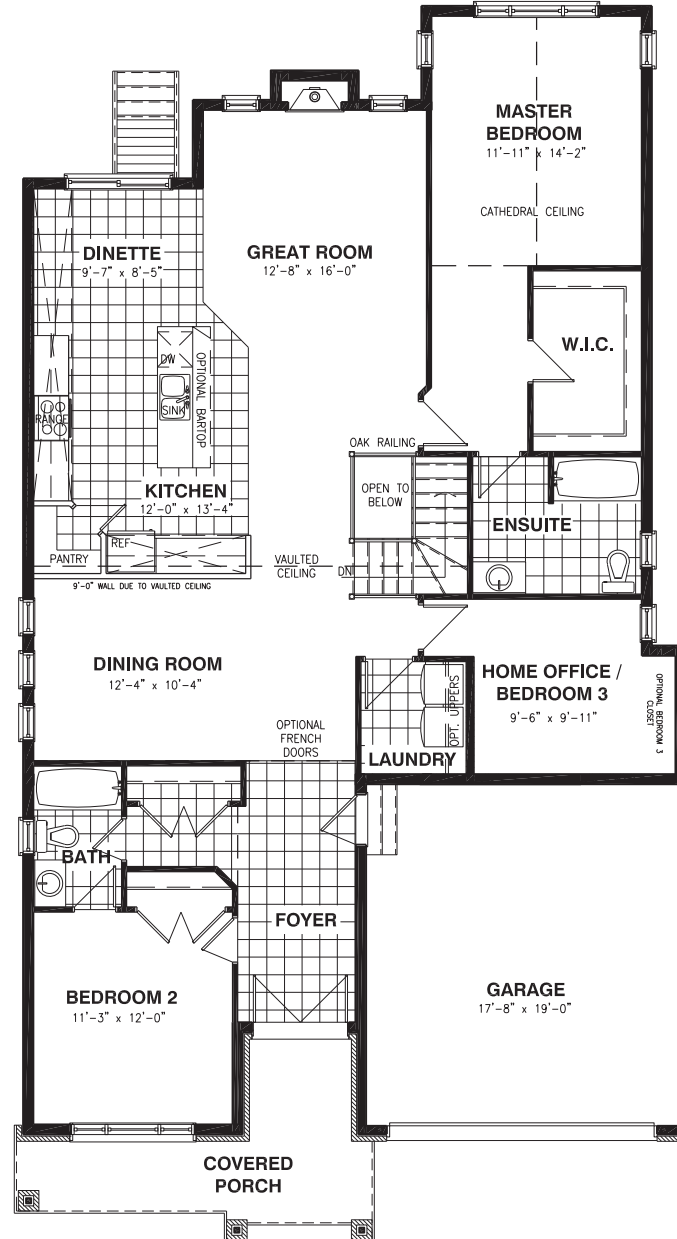 MASTER
BEDROOM
11'-11" x 14'-2"
CATHEDRAL CEILING
DINETTE
9'-7" x 8'-5"
GREAT ROOM
12'-8" x 16'-0"
W.I.C.
DW
SINK
OPTIONAL BARTOP
RANGE
OAK RAILING
KITCHEN
12'-0" x 13'-4"
OPEN TO
BELOW
ENSUITE
REF
PANTRY
VAULTED
CEILING
DN
9'-0" WALL DUE TO VAULTED CEILING
DINING ROOM
12'-4" x 10'-4"
HOME OFFICE /
BEDROOM 3
9'-6" x 9'-11"
OPTIONAL BEDROOM 3
CLOSET
OPT. UPPERS
LAUNDRY
OPTIONAL
FRENCH
DOORS
BATH
FOYER
BEDROOM 2
11'-3" x 12'-0"
GARAGE
17'-8" x 19'-0"
COVERED
PORCH